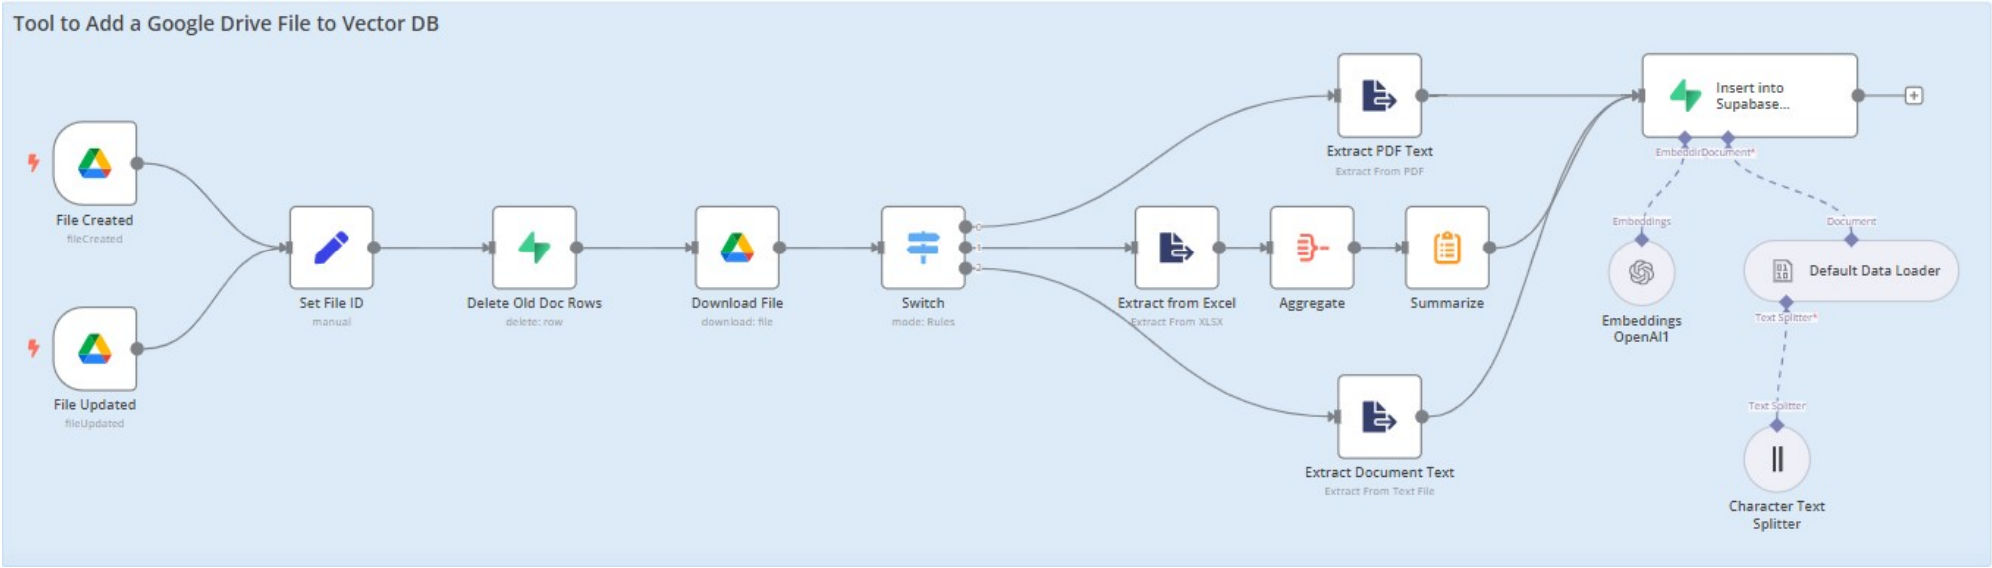 Tool to Add a Google Drive File to Vector DB
File Created
fileCreated
File Updated
fileUpdated
Set File ID
manual
Delete Old Doc Rows
delete: row
Download File
download: file
0
1
2
Switch
mode: Rules
Extract PDF Text
Extract From PDF
Extract from Excel
Extract From XLSX
Aggregate
Summarize
Extract Document Text
Extract From Text File
Insert into
Supabase...
Embeddin
Document*
Embeddings
Embeddings
OpenAI1
Document
Default Data Loader
Text Splitter*
Text Splitter
Character Text
Splitter